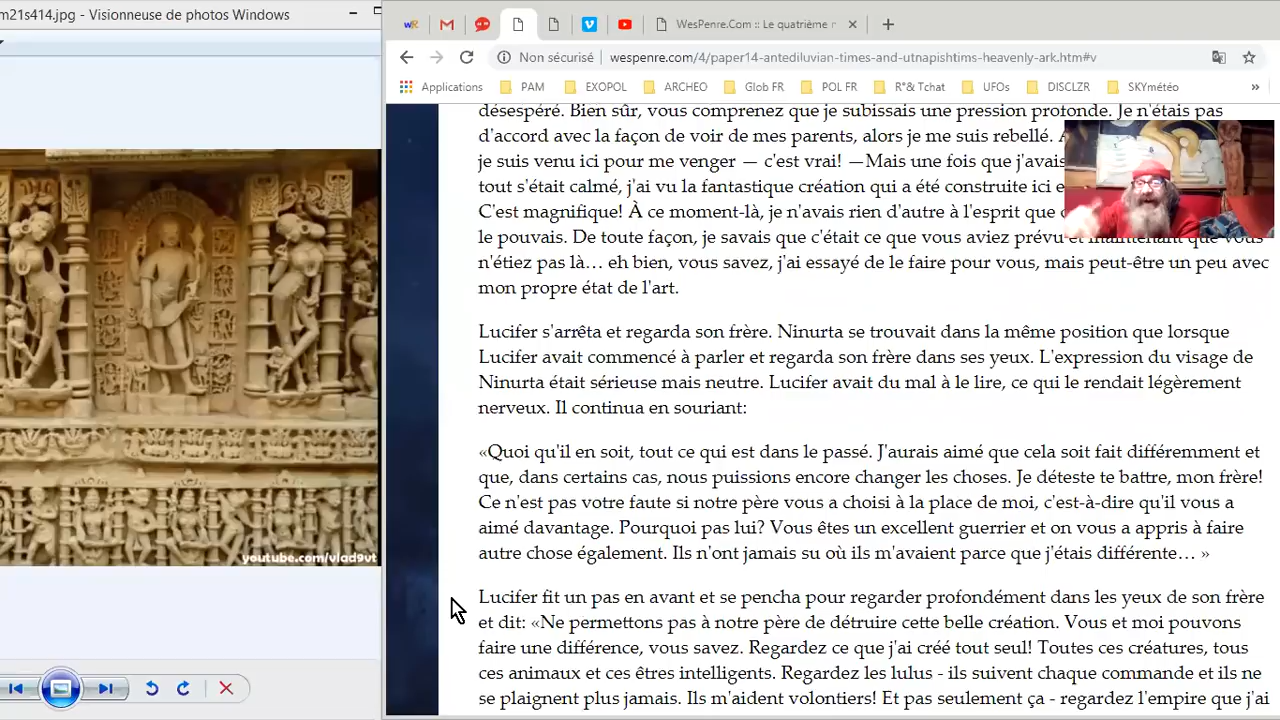 m21s414.jpg - Visionneuse de photos Windows
youtube.com/vlad9vt
WesPenre.Com :: Le quatrième r
Non sécurisé | wespenre.com/4/paper14-antediluvian-times-and-utnapishtims-heavenly-ark.htm#v
Applications PAM EXOPOL ARCHEO Glob FR POL FR R°& Tchat UFOs DISCLZR SKYmétéo »
désespéré. Bien sûr, vous comprenez que je subissais une pression profonde. Je n'étais pas
d'accord avec la façon de voir de mes parents, alors je me suis rebellé.
je suis venu ici pour me venger — c'est vrai! —Mais une fois que j'avais
tout s'était calmé, j'ai vu la fantastique création qui a été construite ici
C'est magnifique! À ce moment-là, je n'avais rien d'autre à l'esprit que
le pouvais. De toute façon, je savais que c'était ce que vous aviez prévu et maintenant que vous
n'étiez pas là… eh bien, vous savez, j'ai essayé de le faire pour vous, mais peut-être un peu avec
mon propre état de l'art.
Lucifer s'arrêta et regarda son frère. Ninurta se trouvait dans la même position que lorsque
Lucifer avait commencé à parler et regarda son frère dans ses yeux. L'expression du visage de
Ninurta était sérieuse mais neutre. Lucifer avait du mal à le lire, ce qui le rendait légèrement
nerveux. Il continua en souriant:
«Quoi qu'il en soit, tout ce qui est dans le passé. J'aurais aimé que cela soit fait différemment et
que, dans certains cas, nous puissions encore changer les choses. Je déteste te battre, mon frère!
Ce n'est pas votre faute si notre père vous a choisi à la place de moi, c'est-à-dire qu'il vous a
aimé davantage. Pourquoi pas lui? Vous êtes un excellent guerrier et on vous a appris à faire
autre chose également. Ils n'ont jamais su où ils m'avaient parce que j'étais différente… »
Lucifer fit un pas en avant et se pencha pour regarder profondément dans les yeux de son frère
et dit: «Ne permettons pas à notre père de détruire cette belle création. Vous et moi pouvons
faire une différence, vous savez. Regardez ce que j'ai créé tout seul! Toutes ces créatures, tous
ces animaux et ces êtres intelligents. Regardez les lulus - ils suivent chaque commande et ils ne
se plaignent plus jamais. Ils m'aident volontiers! Et pas seulement ça - regardez l'empire que j'ai